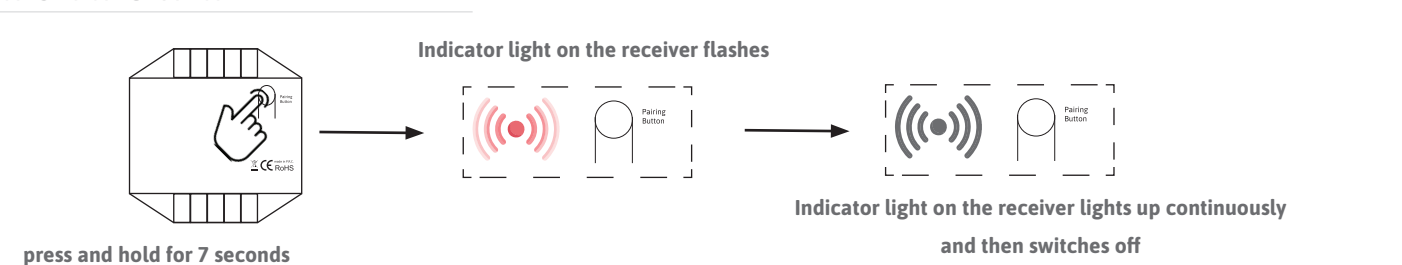 Indicator light on the receiver flashes
Pairing
Button
CE
RoHS
Pairing
Button
Pairing
Button
Indicator light on the receiver lights up continuously
and then switches off
press and hold for 7 seconds